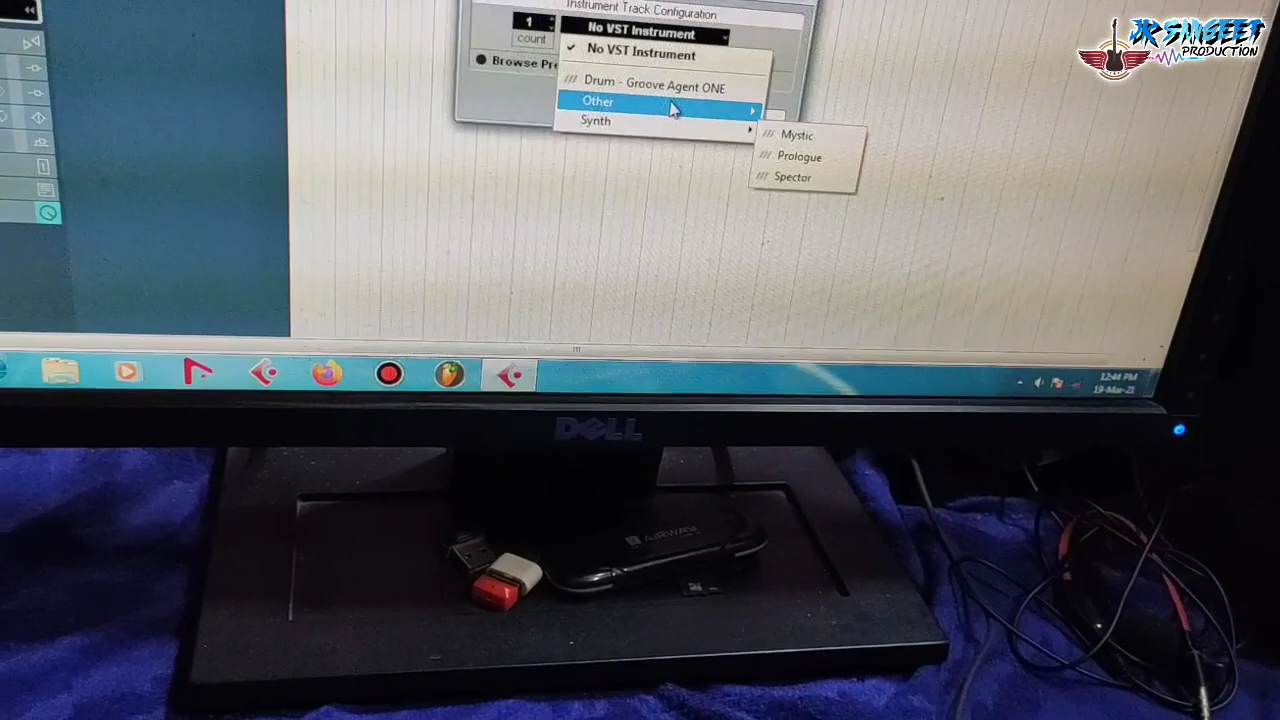 Instrument Track Configuration
1
No VST Instrument
count
No VST Instrument
Browse Pre
Drum - Groove Agent ONE
Other
Synth
Mystic
Prologue
Spector
JK SANGEET
PRODUCTION
12:44 PM
19-Mar-21
DELL